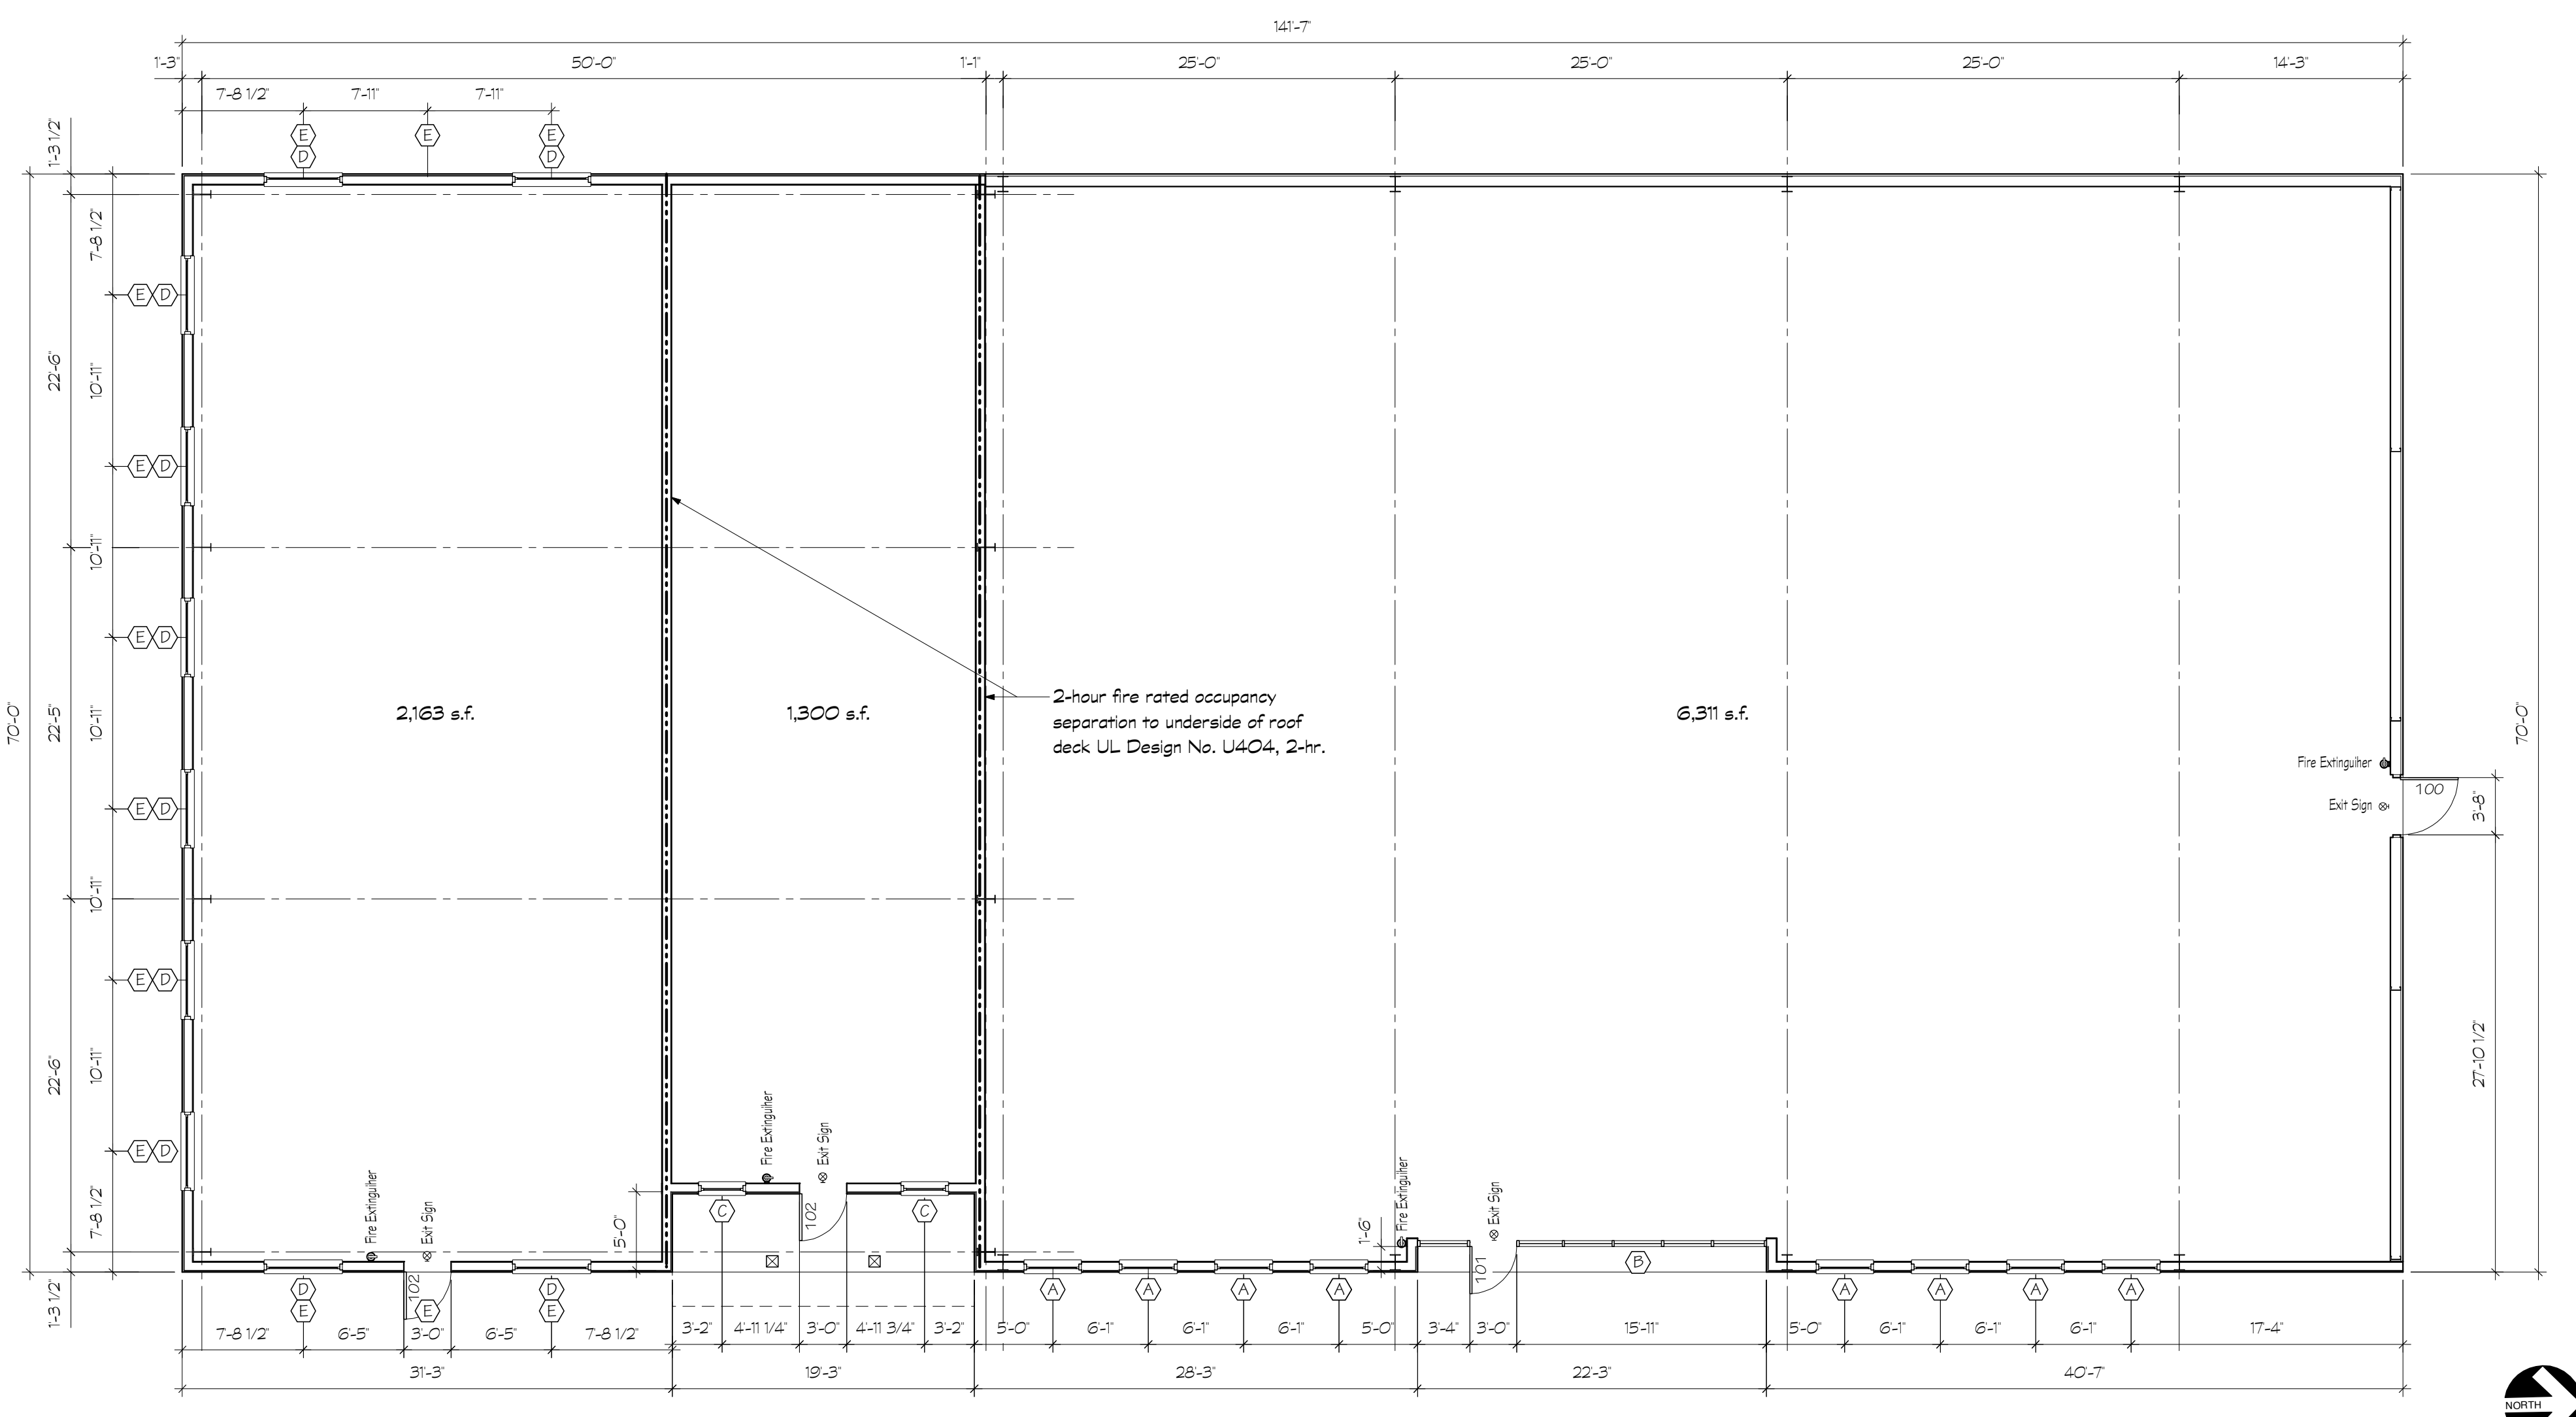 141'-7"
1'-3" 50'-0" 1'-1" 25'-0" 25'-0" 25'-0" 14'-3"
7'-8 1/2" 7'-11" 7'-11"
E E E
D D
1'-3 1/2"
22'-6"
22'-5"
22'-6"
1'-3 1/2"
70'-0"
7'-8 1/2"
10'-11"
10'-11"
10'-11"
10'-11"
10'-11"
7'-8 1/2"
E D
E D
E D
E D
E D
E D
2,163 s.f.
1,300 s.f.
6,311 s.f.
2-hour fire rated occupancy
separation to underside of roof
deck UL Design No. U404, 2-hr.
Fire Extinguiher
Exit Sign
100
3'-8"
70'-0"
27'-10 1/2"
Fire Extinguiher
Exit Sign
102
Fire Extinguiher
Exit Sign
102
5'-0"
C C
Fire Extinguiher
Exit Sign
101
1'-6"
B
D D
E E E
A A A A A A A A
7'-8 1/2" 6'-5" 3'-0" 6'-5" 7'-8 1/2" 3'-2" 4'-11 1/4" 3'-0" 4'-11 3/4" 3'-2" 5'-0" 6'-1" 6'-1" 6'-1" 5'-0" 3'-4" 3'-0" 15'-11" 5'-0" 6'-1" 6'-1" 6'-1" 17'-4"
31'-3" 19'-3" 28'-3" 22'-3" 40'-7"
NORTH